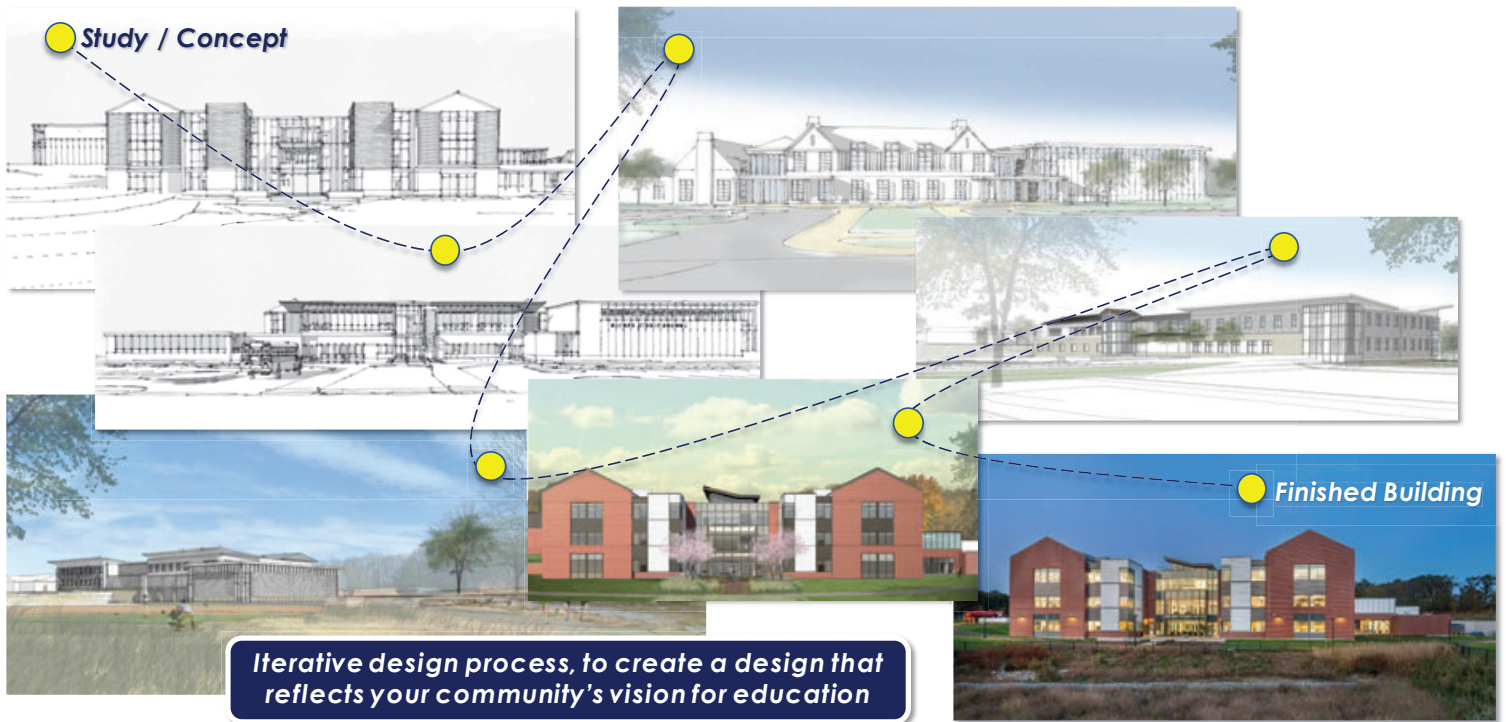 Study / Concept
Finished Building
Iterative design process, to create a design that
reflects your community's vision for education